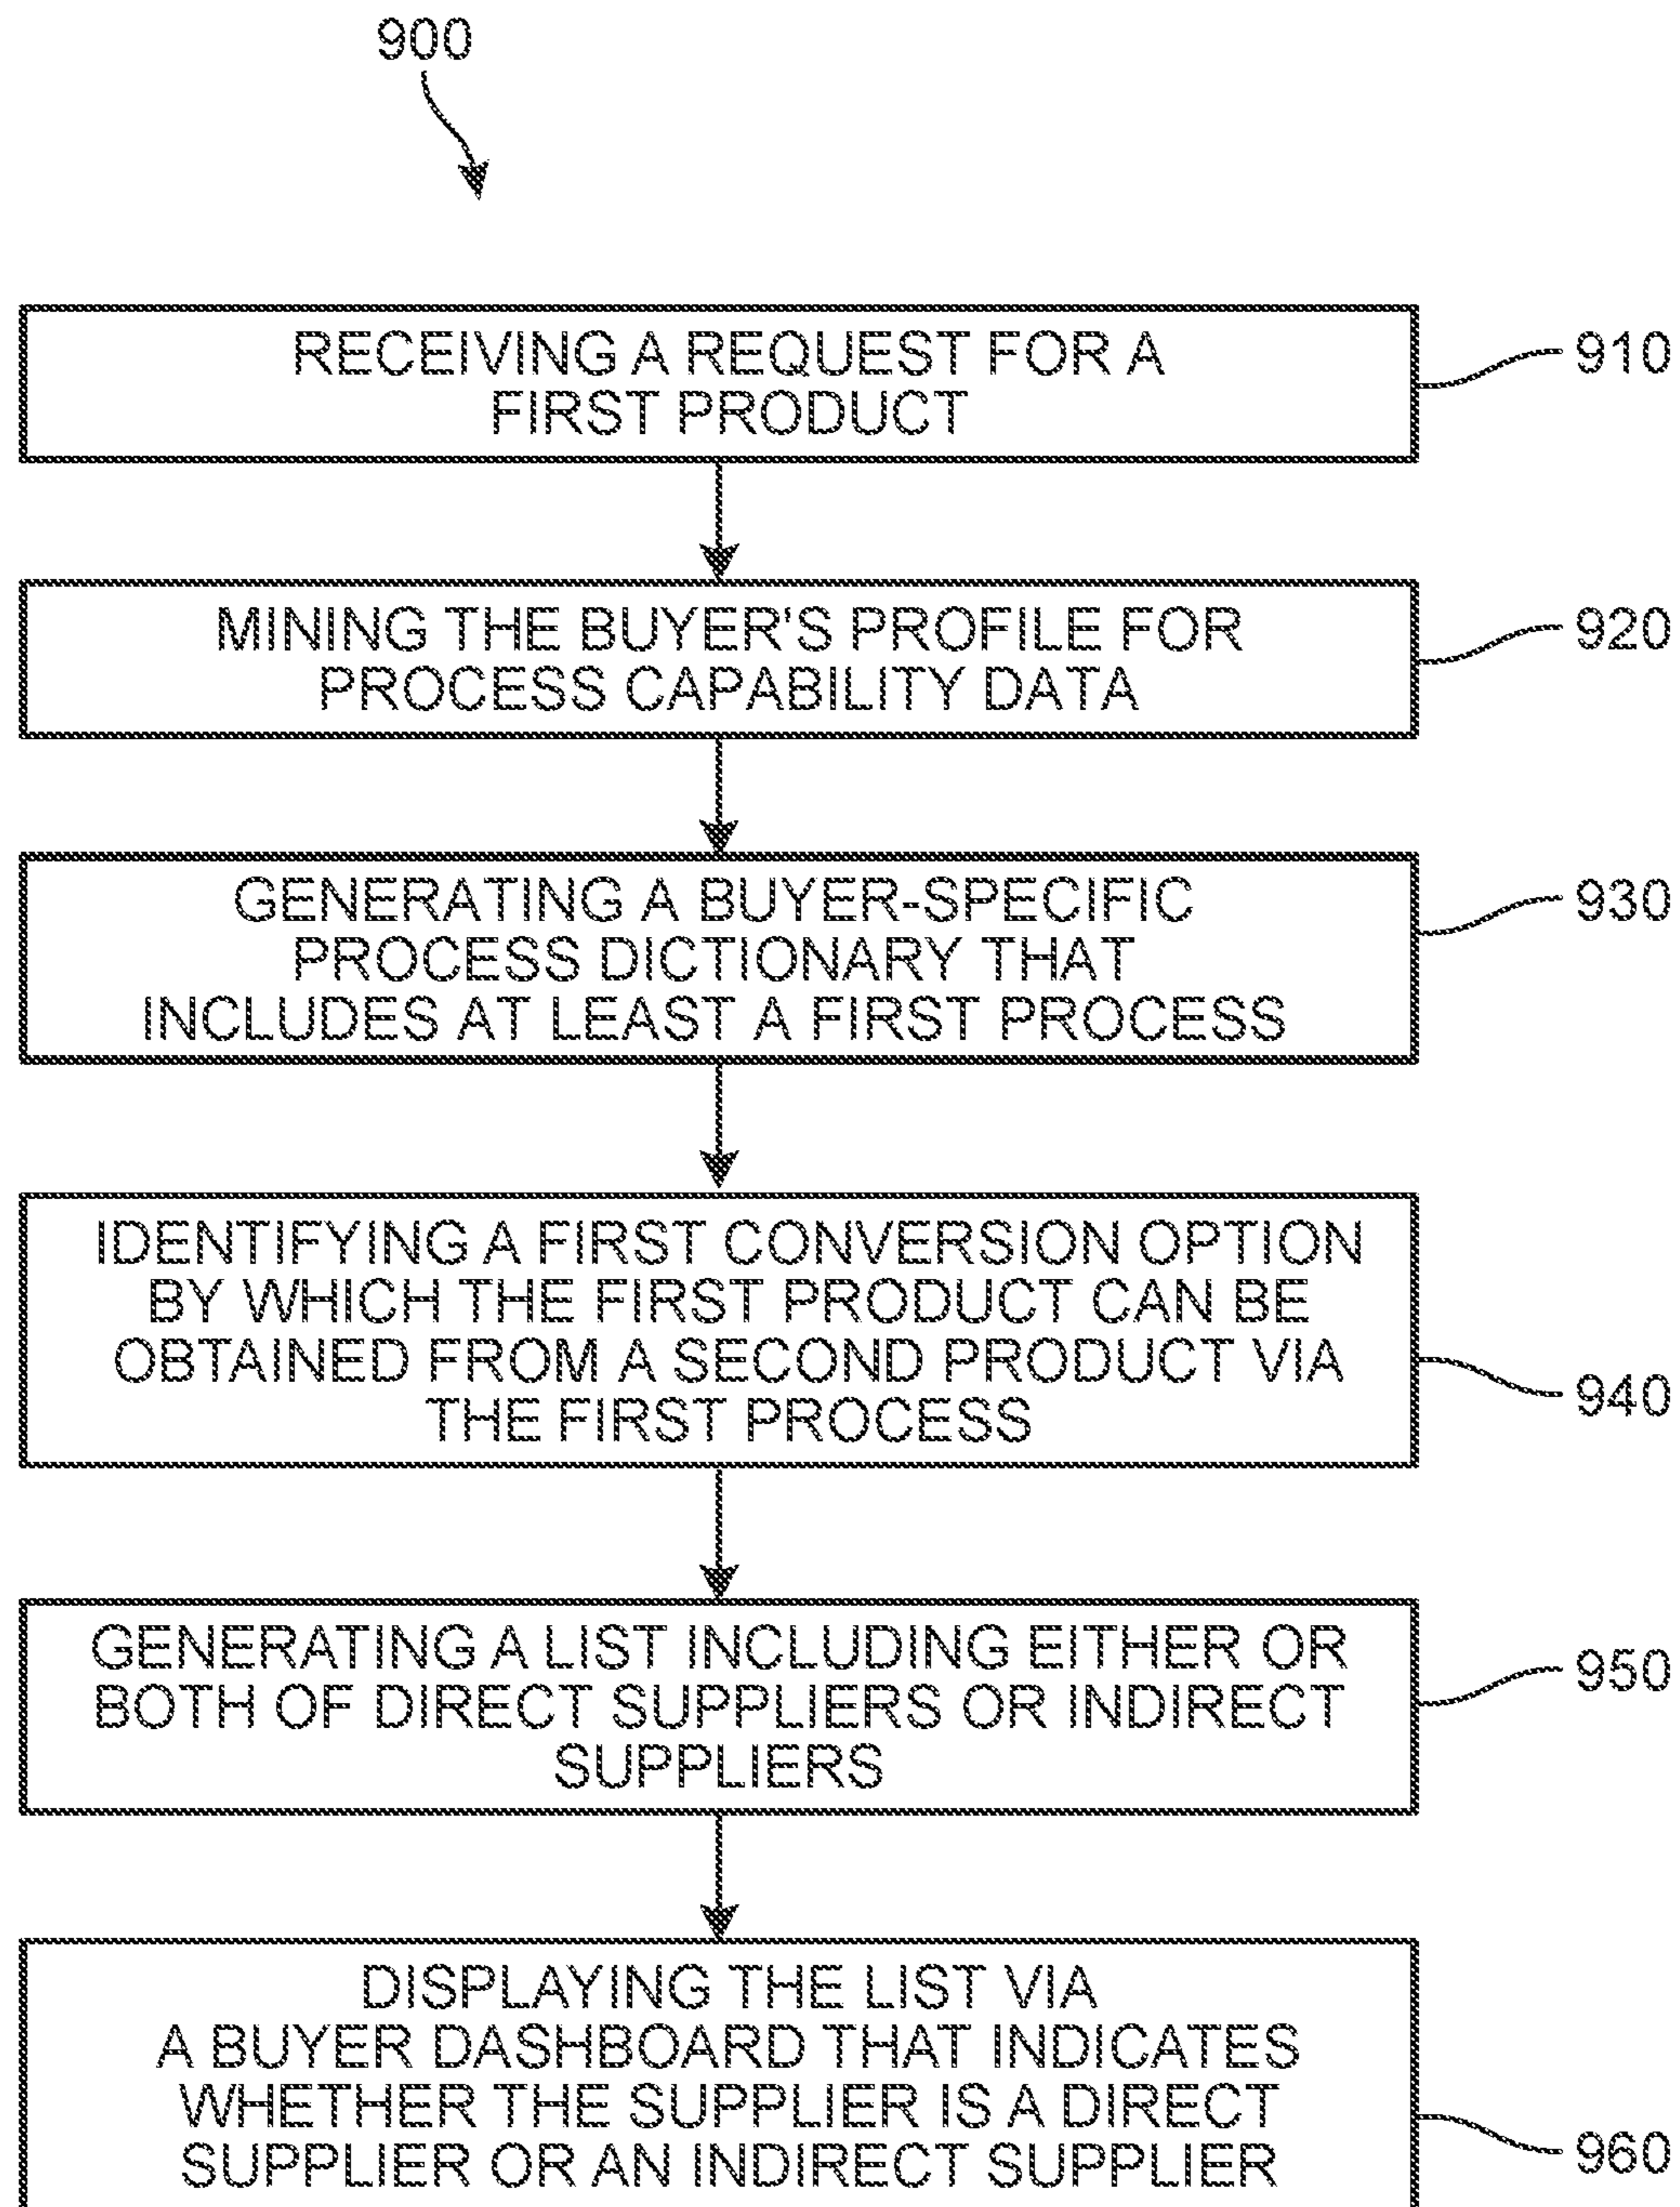 900
RECEIVING A REQUEST FOR A
FIRST PRODUCT
910
MINING THE BUYER'S PROFILE FOR
PROCESS CAPABILITY DATA
920
GENERATING A BUYER-SPECIFIC
PROCESS DICTIONARY THAT
INCLUDES AT LEAST A FIRST PROCESS
930
IDENTIFYING A FIRST CONVERSION OPTION
BY WHICH THE FIRST PRODUCT CAN BE
OBTAINED FROM A SECOND PRODUCT VIA
THE FIRST PROCESS
940
GENERATING A LIST INCLUDING EITHER OR
BOTH OF DIRECT SUPPLIERS OR INDIRECT
SUPPLIERS
950
DISPLAYING THE LIST VIA
A BUYER DASHBOARD THAT INDICATES
WHETHER THE SUPPLIER IS A DIRECT
SUPPLIER OR AN INDIRECT SUPPLIER
960